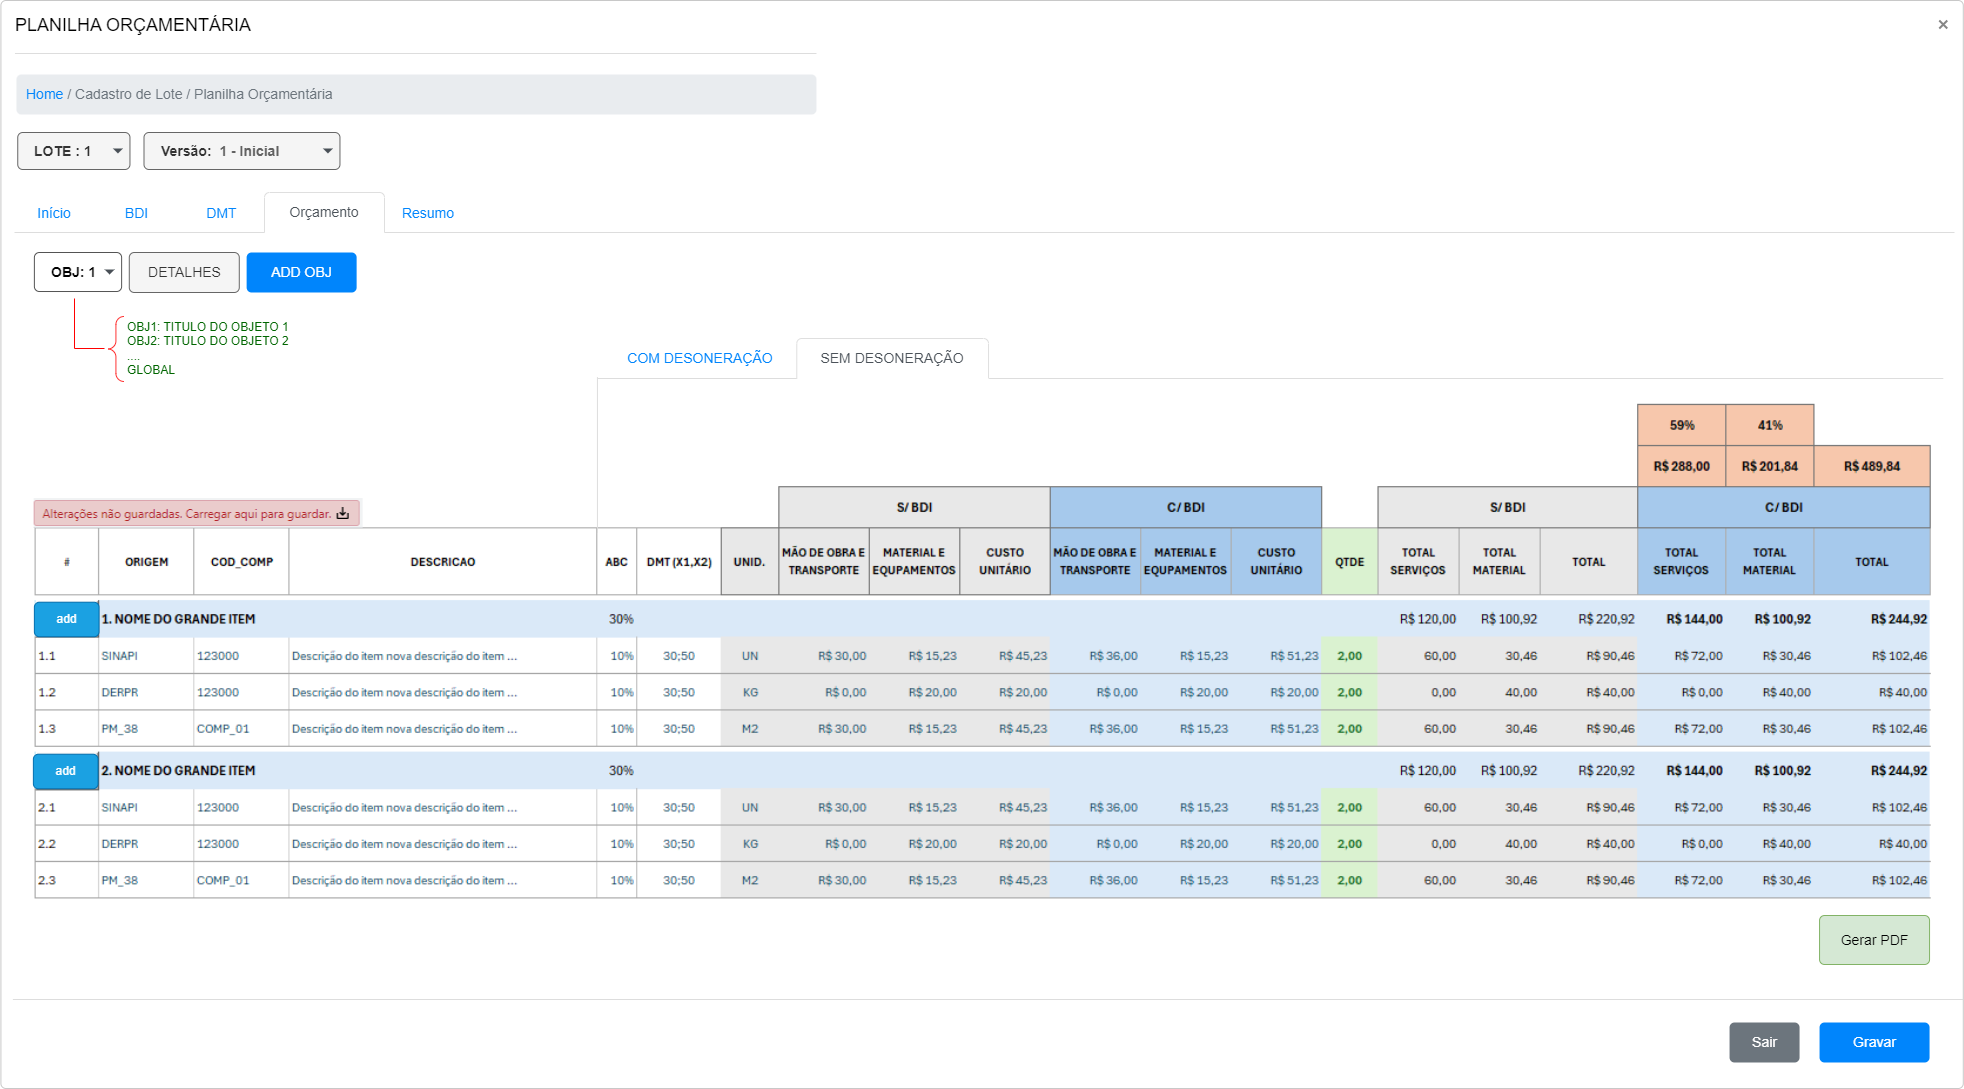 PLANILHA ORÇAMENTÁRIA ×
Home / Cadastro de Lote / Planilha Orçamentária
LOTE : 1 Versão: 1 - Inicial
Início BDI DMT Orçamento Resumo
OBJ: 1 DETALHES ADD OBJ
OBJ1: TITULO DO OBJETO 1
OBJ2: TITULO DO OBJETO 2
....
GLOBAL
COM DESONERAÇÃO SEM DESONERAÇÃO
59% 41%
R$ 288,00 R$ 201,84 R$ 489,84
Alterações não guardadas. Carregar aqui para guardar.
S/ BDI C/ BDI S/ BDI C/ BDI
# ORIGEM COD_COMP DESCRICAO ABC DMT (X1,X2) UNID. MÃO DE OBRA E TRANSPORTE MATERIAL E EQUPAMENTOS CUSTO UNITÁRIO MÃO DE OBRA E TRANSPORTE MATERIAL E EQUPAMENTOS CUSTO UNITÁRIO QTDE TOTAL SERVIÇOS TOTAL MATERIAL TOTAL TOTAL SERVIÇOS TOTAL MATERIAL TOTAL
add 1. NOME DO GRANDE ITEM 30% R$ 120,00 R$ 100,92 R$ 220,92 R$ 144,00 R$ 100,92 R$ 244,92
1.1 SINAPI 123000 Descrição do item nova descrição do item ... 10% 30;50 UN R$ 30,00 R$ 15,23 R$ 45,23 R$ 36,00 R$ 15,23 R$ 51,23 2,00 60,00 30,46 R$ 90,46 R$ 72,00 R$ 30,46 R$ 102,46
1.2 DERPR 123000 Descrição do item nova descrição do item ... 10% 30;50 KG R$ 0,00 R$ 20,00 R$ 20,00 R$ 0,00 R$ 20,00 R$ 20,00 2,00 0,00 40,00 R$ 40,00 R$ 0,00 R$ 40,00 R$ 40,00
1.3 PM_38 COMP_01 Descrição do item nova descrição do item ... 10% 30;50 M2 R$ 30,00 R$ 15,23 R$ 45,23 R$ 36,00 R$ 15,23 R$ 51,23 2,00 60,00 30,46 R$ 90,46 R$ 72,00 R$ 30,46 R$ 102,46
add 2. NOME DO GRANDE ITEM 30% R$ 120,00 R$ 100,92 R$ 220,92 R$ 144,00 R$ 100,92 R$ 244,92
2.1 SINAPI 123000 Descrição do item nova descrição do item ... 10% 30;50 UN R$ 30,00 R$ 15,23 R$ 45,23 R$ 36,00 R$ 15,23 R$ 51,23 2,00 60,00 30,46 R$ 90,46 R$ 72,00 R$ 30,46 R$ 102,46
2.2 DERPR 123000 Descrição do item nova descrição do item ... 10% 30;50 KG R$ 0,00 R$ 20,00 R$ 20,00 R$ 0,00 R$ 20,00 R$ 20,00 2,00 0,00 40,00 R$ 40,00 R$ 0,00 R$ 40,00 R$ 40,00
2.3 PM_38 COMP_01 Descrição do item nova descrição do item ... 10% 30;50 M2 R$ 30,00 R$ 15,23 R$ 45,23 R$ 36,00 R$ 15,23 R$ 51,23 2,00 60,00 30,46 R$ 90,46 R$ 72,00 R$ 30,46 R$ 102,46
Gerar PDF
Sair Gravar